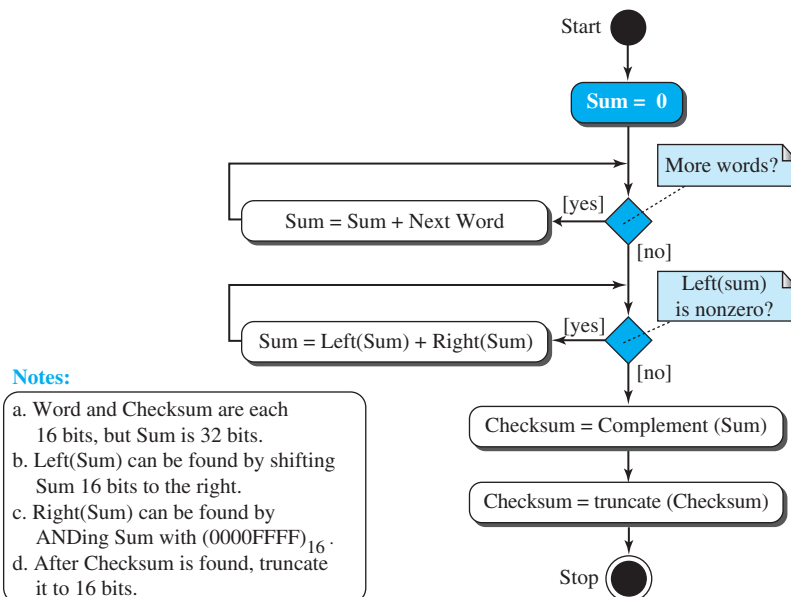 Start
Sum = 0
More words?
[yes]
Sum = Sum + Next Word
[no]
Left(sum)
is nonzero?
[yes]
Sum = Left(Sum) + Right(Sum)
[no]
Notes:
a. Word and Checksum are each
16 bits, but Sum is 32 bits.
b. Left(Sum) can be found by shifting
Sum 16 bits to the right.
c. Right(Sum) can be found by
ANDing Sum with (0000FFFF)16 .
d. After Checksum is found, truncate
it to 16 bits.
Checksum = Complement (Sum)
Checksum = truncate (Checksum)
Stop